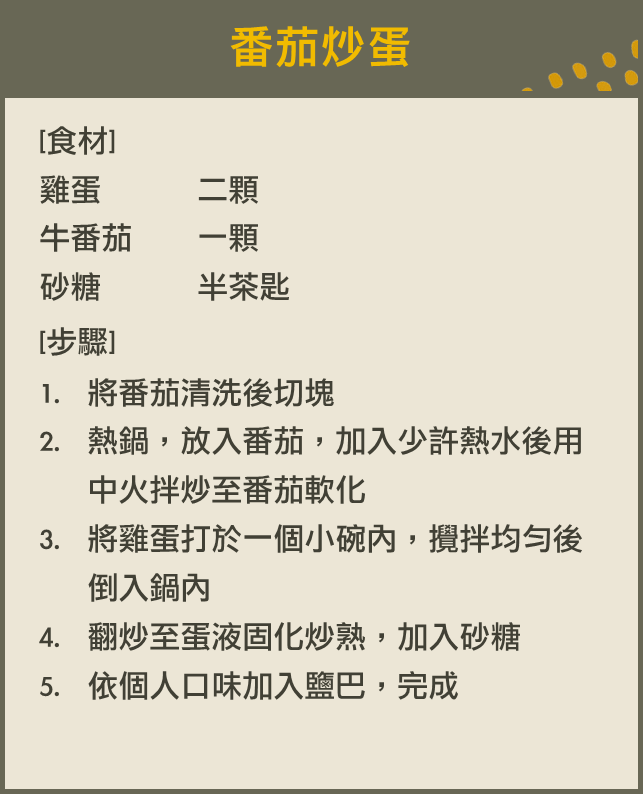 番茄炒蛋
[食材]
雞蛋 二顆
牛番茄 一顆
砂糖 半茶匙
[步驟]
1. 將番茄清洗後切塊
2. 熱鍋，放入番茄，加入少許熱水後用
中火拌炒至番茄軟化
3. 將雞蛋打於一個小碗內，攪拌均勻後
倒入鍋內
4. 翻炒至蛋液固化炒熟，加入砂糖
5. 依個人口味加入鹽巴，完成